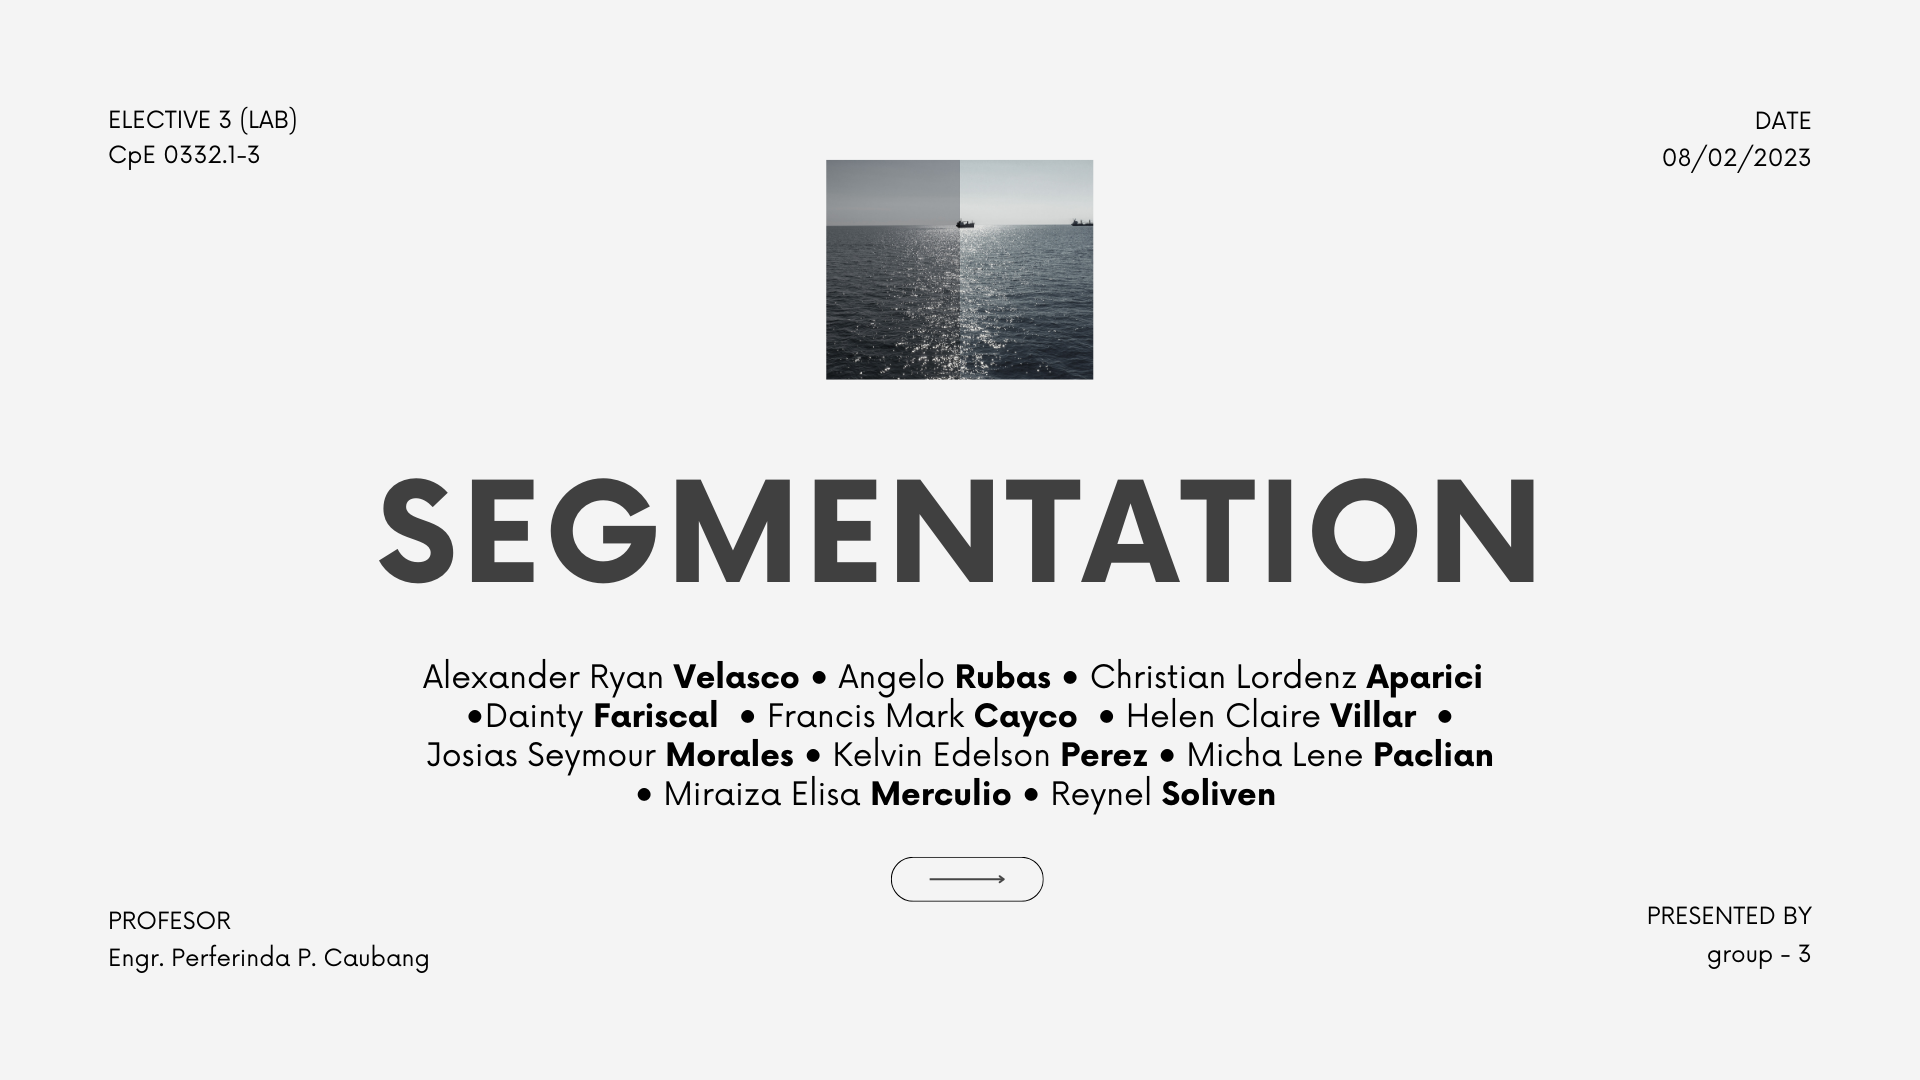 ELECTIVE 3 (LAB)
CpE 0332.1-3
DATE
08/02/2023
SEGMENTATION
Alexander Ryan Velasco • Angelo Rubas • Christian Lordenz Aparici
•Dainty Fariscal • Francis Mark Cayco • Helen Claire Villar •
Josias Seymour Morales • Kelvin Edelson Perez • Micha Lene Paclian
• Miraiza Elisa Merculio • Reynel Soliven
PROFESOR
Engr. Perferinda P. Caubang
PRESENTED BY
group - 3